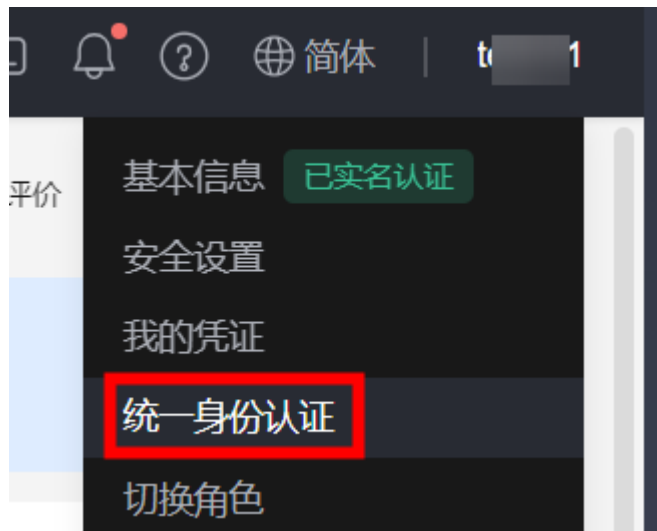 简体
评价
基本信息 已实名认证
安全设置
我的凭证
统一身份认证
切换角色